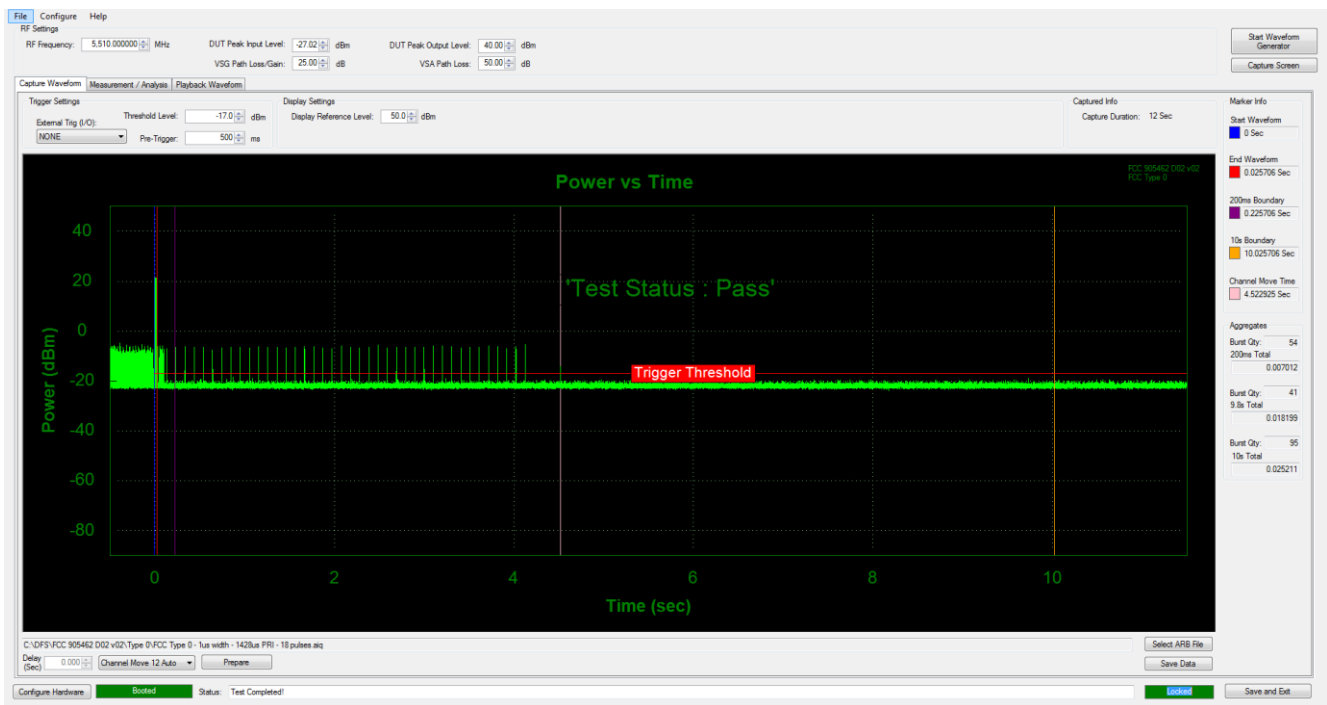 File Configure Help
RF Settings
RF Frequency: 5,510.000000 MHz DUT Peak Input Level: -27.02 dBm DUT Peak Output Level: 40.00 dBm
VSG Path Loss/Gain: 25.00 dB VSA Path Loss: 50.00 dB
Start Waveform Generator
Capture Screen
Capture Waveform Measurement / Analysis Playback Waveform
Trigger Settings
External Trig (I/O): Threshold Level: -17.0 dBm
NONE Pre-Trigger: 500 ms
Display Settings
Display Reference Level: 50.0 dBm
Captured Info
Capture Duration: 12 Sec
Marker Info
Start Waveform
0 Sec
End Waveform
0.025706 Sec
200ms Boundary
0.225706 Sec
10s Boundary
10.025706 Sec
Channel Move Time
4.522925 Sec
Aggregates
Burst Qty: 54
200ms Total
0.007012
Burst Qty: 41
9.8s Total
0.018199
Burst Qty: 95
10s Total
0.025211
FCC 905462 D02 v02
FCC Type 0
Power vs Time
'Test Status : Pass'
Trigger Threshold
Power (dBm)
40
20
0
-20
-40
-60
-80
0 2 4 6 8 10
Time (sec)
C:\DFS\FCC 905462 D02 v02\Type 0\FCC Type 0 - 1us width - 1428us PRI - 18 pulses.aiq
Select ARB File
Delay (Sec) 0.000 Channel Move 12 Auto Prepare
Save Data
Configure Hardware Booted Status: Test Completed! Locked Save and Exit